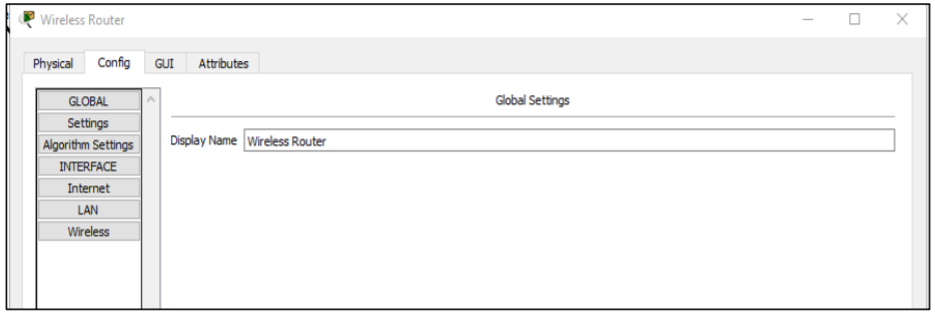 Wireless Router
Physical Config GUI Attributes
GLOBAL
Settings
Algorithm Settings
INTERFACE
Internet
LAN
Wireless
Global Settings
Display Name Wireless Router